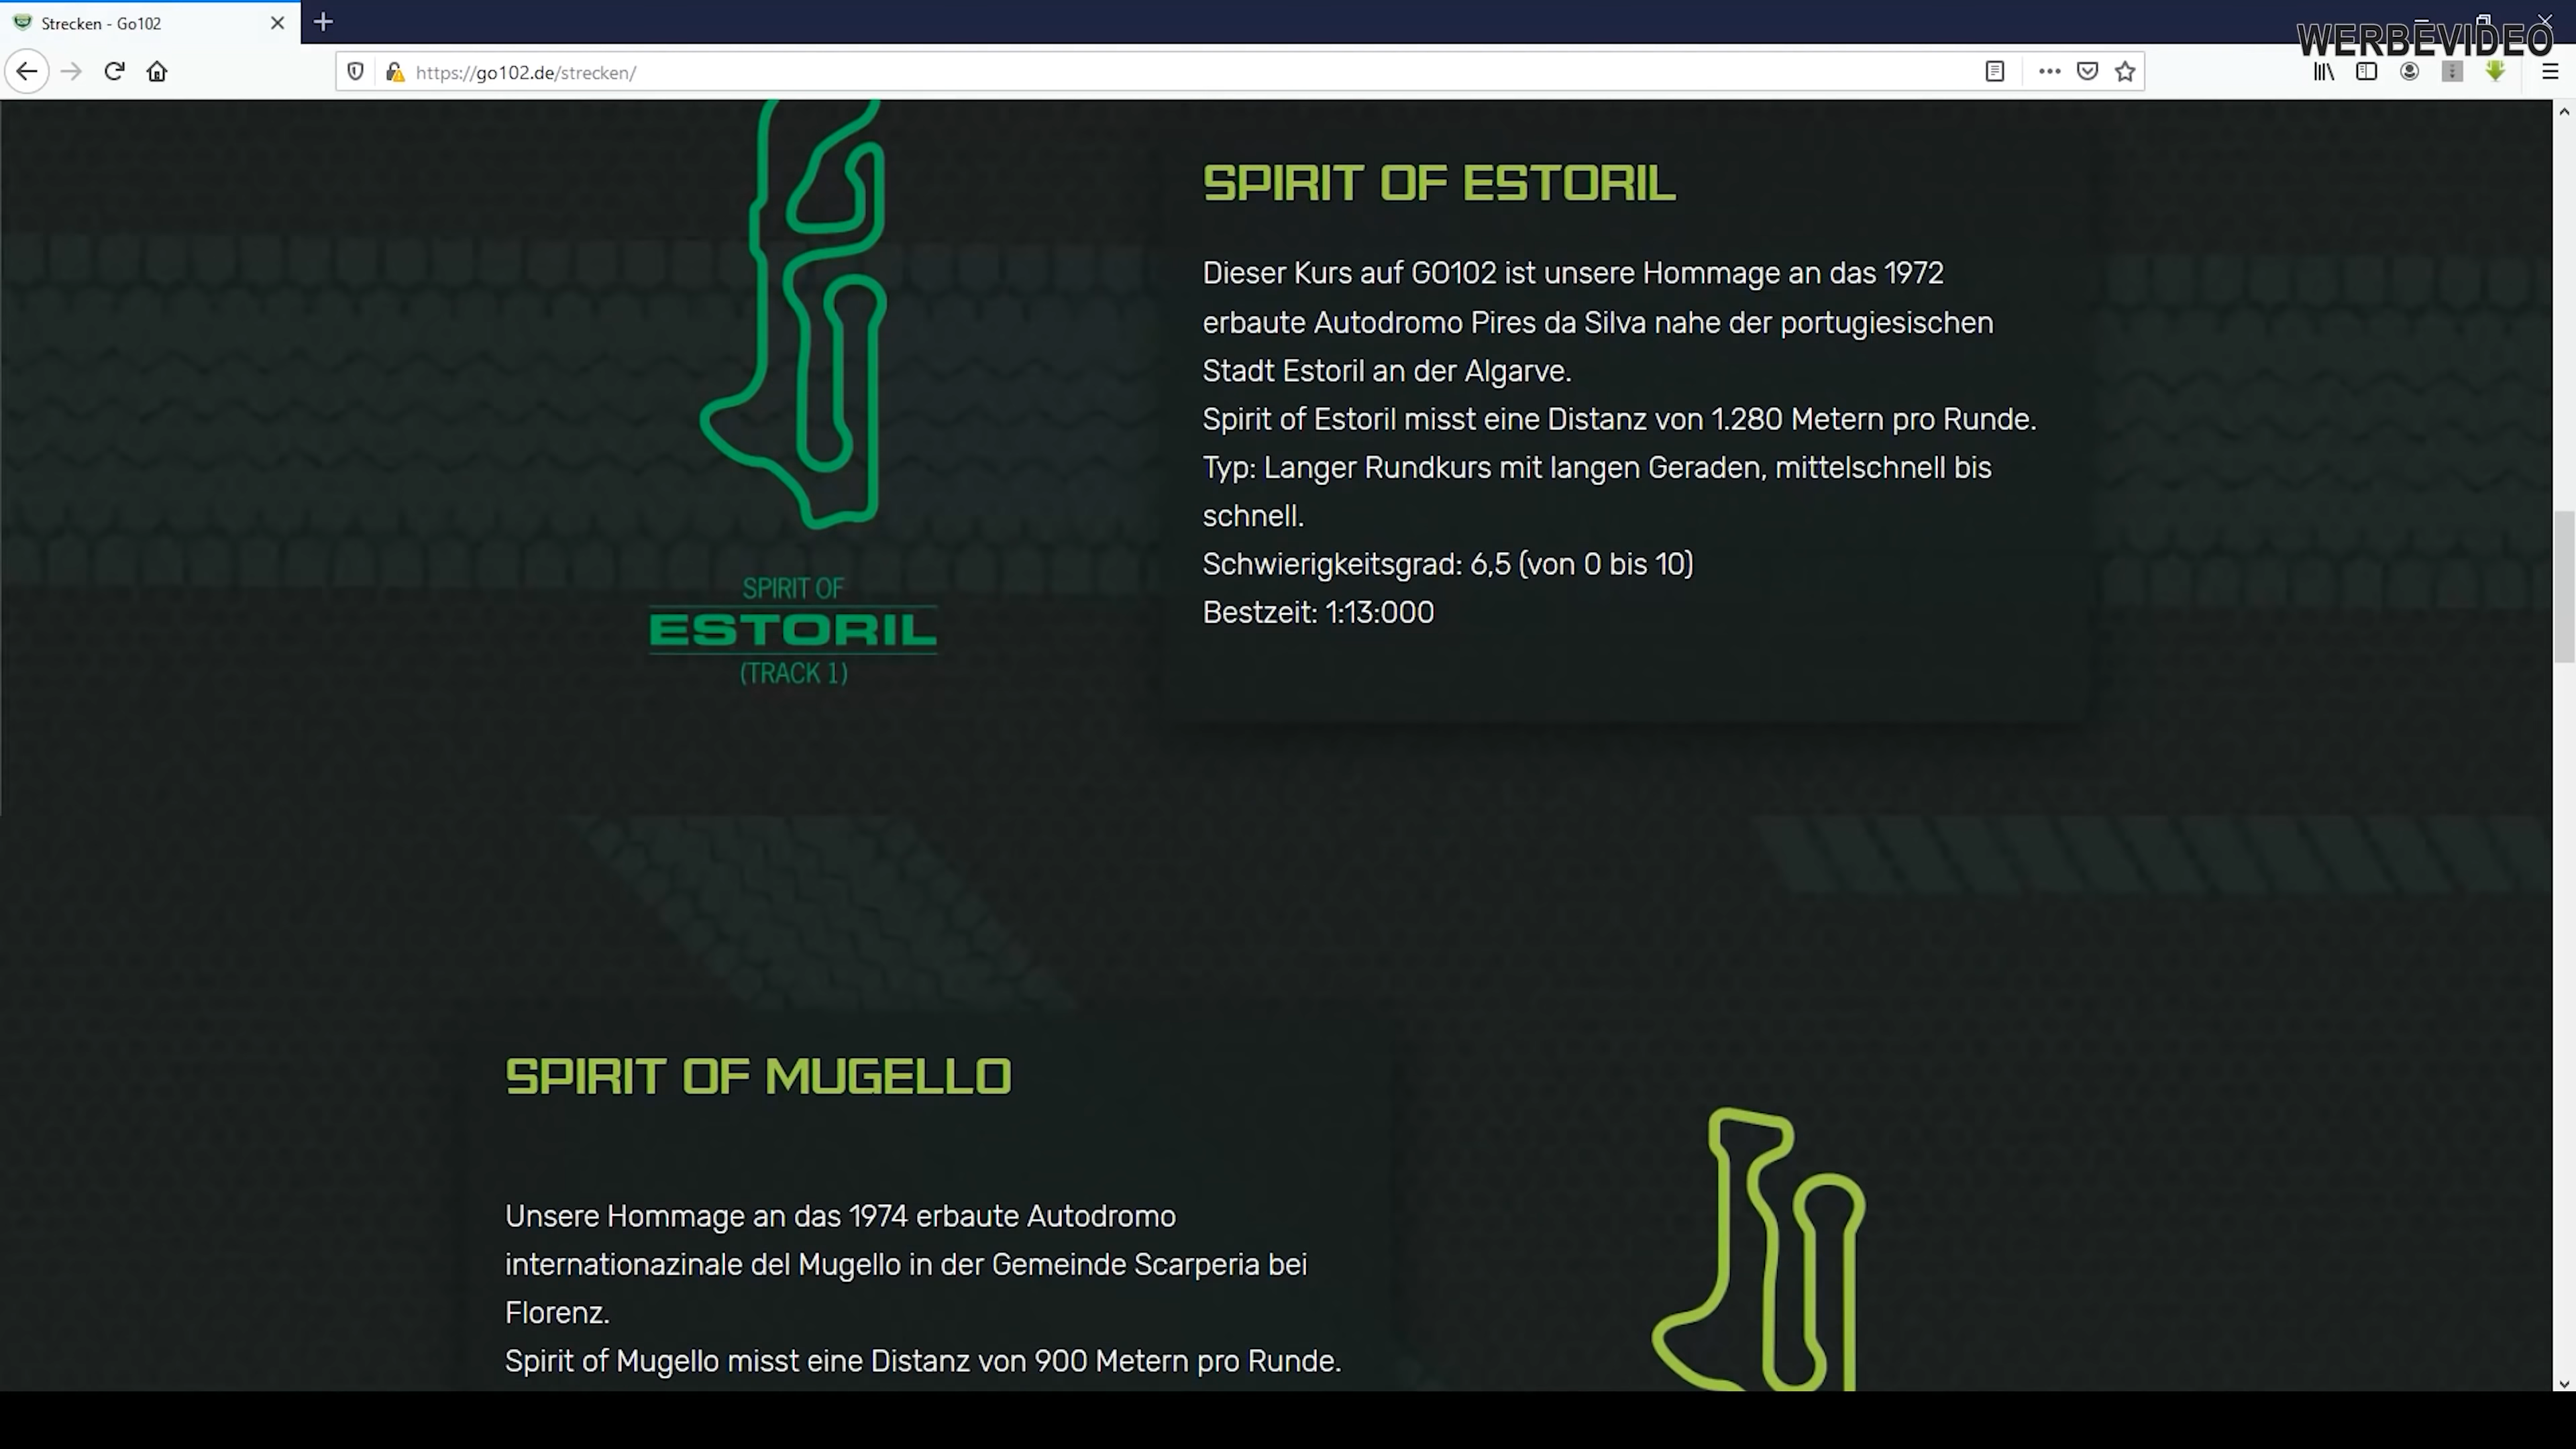 Strecken - Go102
WERBEVIDEO
https://go102.de/strecken/
SPIRIT OF ESTORIL
Dieser Kurs auf GO102 ist unsere Hommage an das 1972
erbaute Autodromo Pires da Silva nahe der portugiesischen
Stadt Estoril an der Algarve.
Spirit of Estoril misst eine Distanz von 1.280 Metern pro Runde.
Typ: Langer Rundkurs mit langen Geraden, mittelschnell bis
schnell.
Schwierigkeitsgrad: 6,5 (von 0 bis 10)
Bestzeit: 1:13:000
SPIRIT OF
ESTORIL
(TRACK 1)
SPIRIT OF MUGELLO
Unsere Hommage an das 1974 erbaute Autodromo
internationazinale del Mugello in der Gemeinde Scarperia bei
Florenz.
Spirit of Mugello misst eine Distanz von 900 Metern pro Runde.